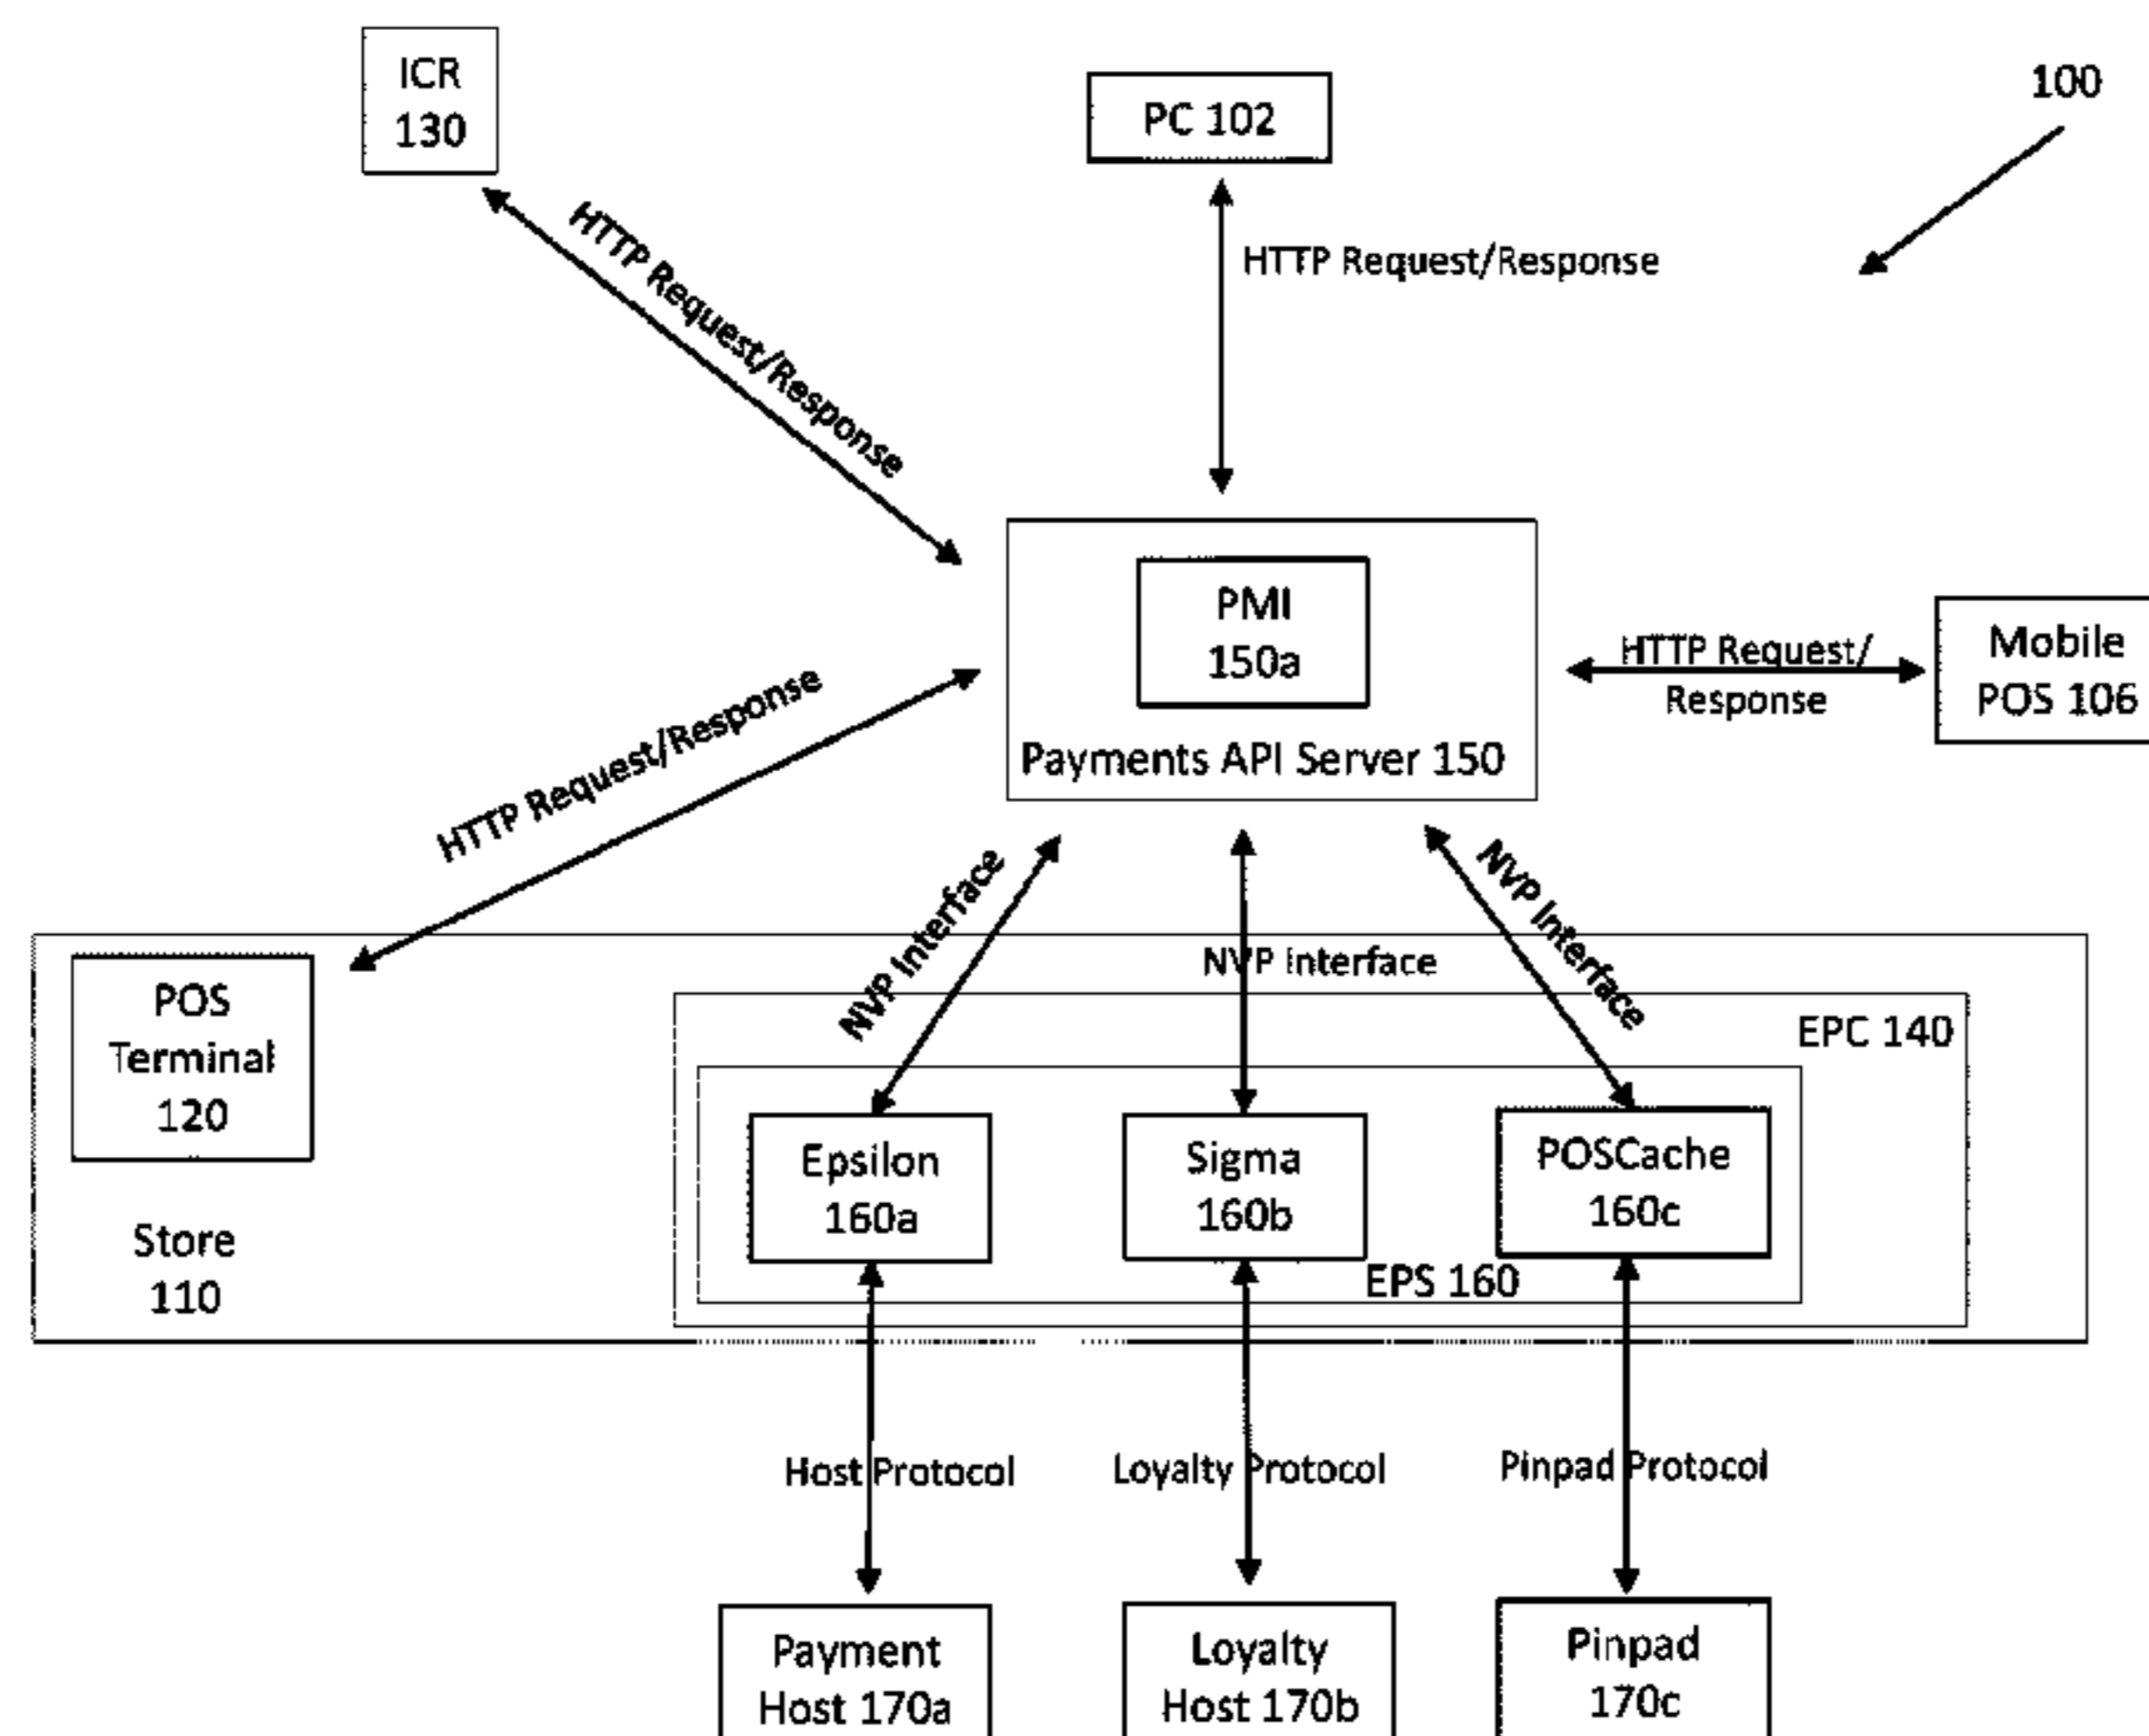 ICR
130
PC 102
100
HTTP Request/Response
HTTP Request/Response
PMI
150a
Payments API Server 150
HTTP Request/
Response
Mobile
POS 106
HTTP Request/Response
NVP Interface
NVP Interface
NVP Interface
POS
Terminal
120
Store
110
EPC 140
Epsilon
160a
Sigma
160b
POSCache
160c
EPS 160
Host Protocol
Loyalty Protocol
Pinpad Protocol
Payment
Host 170a
Loyalty
Host 170b
Pinpad
170c